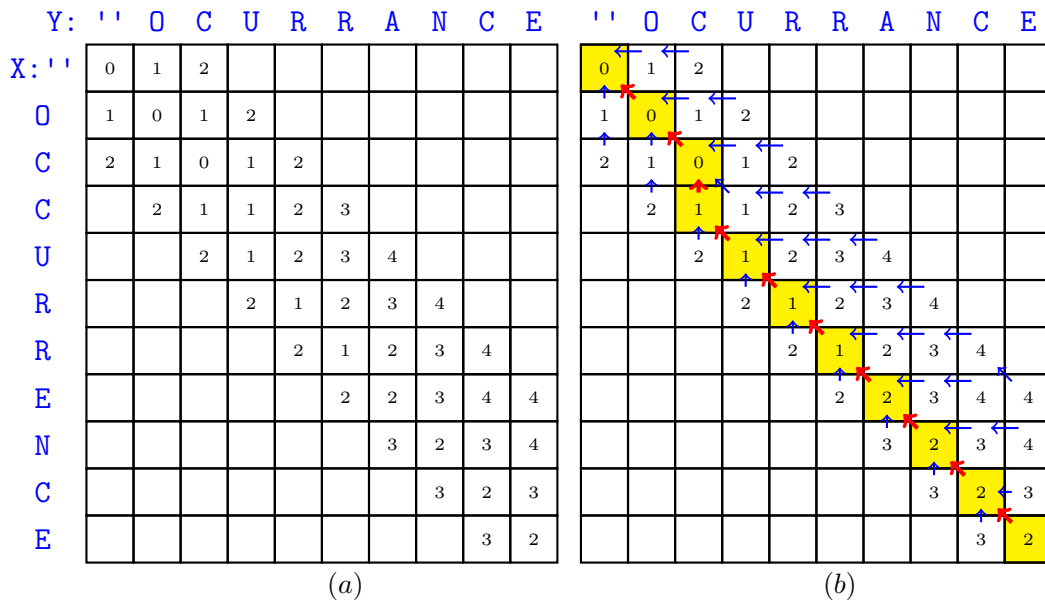 Y: '' O C U R R A N C E '' O C U R R A N C E
X:'' 0 1 2 0 1 2
O 1 0 1 2 1 0 1 2
C 2 1 0 1 2 2 1 0 1 2
C 2 1 1 2 3 2 1 1 2 3
U 2 1 2 3 4 2 1 2 3 4
R 2 1 2 3 4 2 1 2 3 4
R 2 1 2 3 4 2 1 2 3 4
E 2 2 3 4 4 2 2 3 4 4
N 3 2 3 4 3 2 3 4
C 3 2 3 3 2 3
E 3 2 3 2
(a) (b)